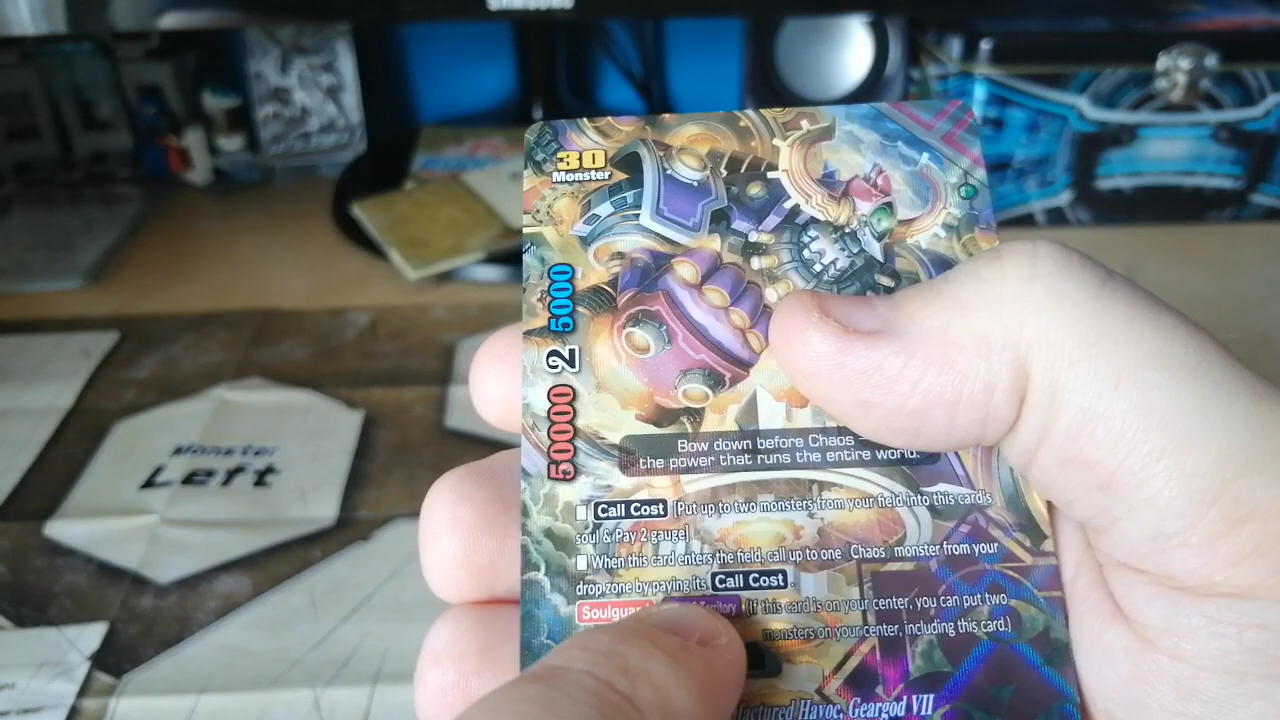 SAMSUNG
30
Monster
5000
2
50000
Bow down before Chaos –
the power that runs the entire world.
Call Cost [Put up to two monsters from your field into this card's
soul & Pay 2 gauge]
When this card enters the field, call up to one 《Chaos》 monster from your
drop zone by paying its Call Cost.
Territory (If this card is on your center, you can put two
monsters on your center, including this card.)
Havoc, Geargod VII
Monster
Left